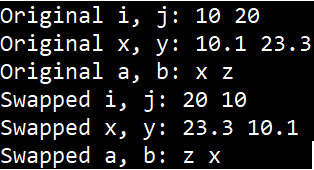 Original i, j: 10 20
Original x, y: 10.1 23.3
Original a, b: x z
Swapped i, j: 20 10
Swapped x, y: 23.3 10.1
Swapped a, b: z x